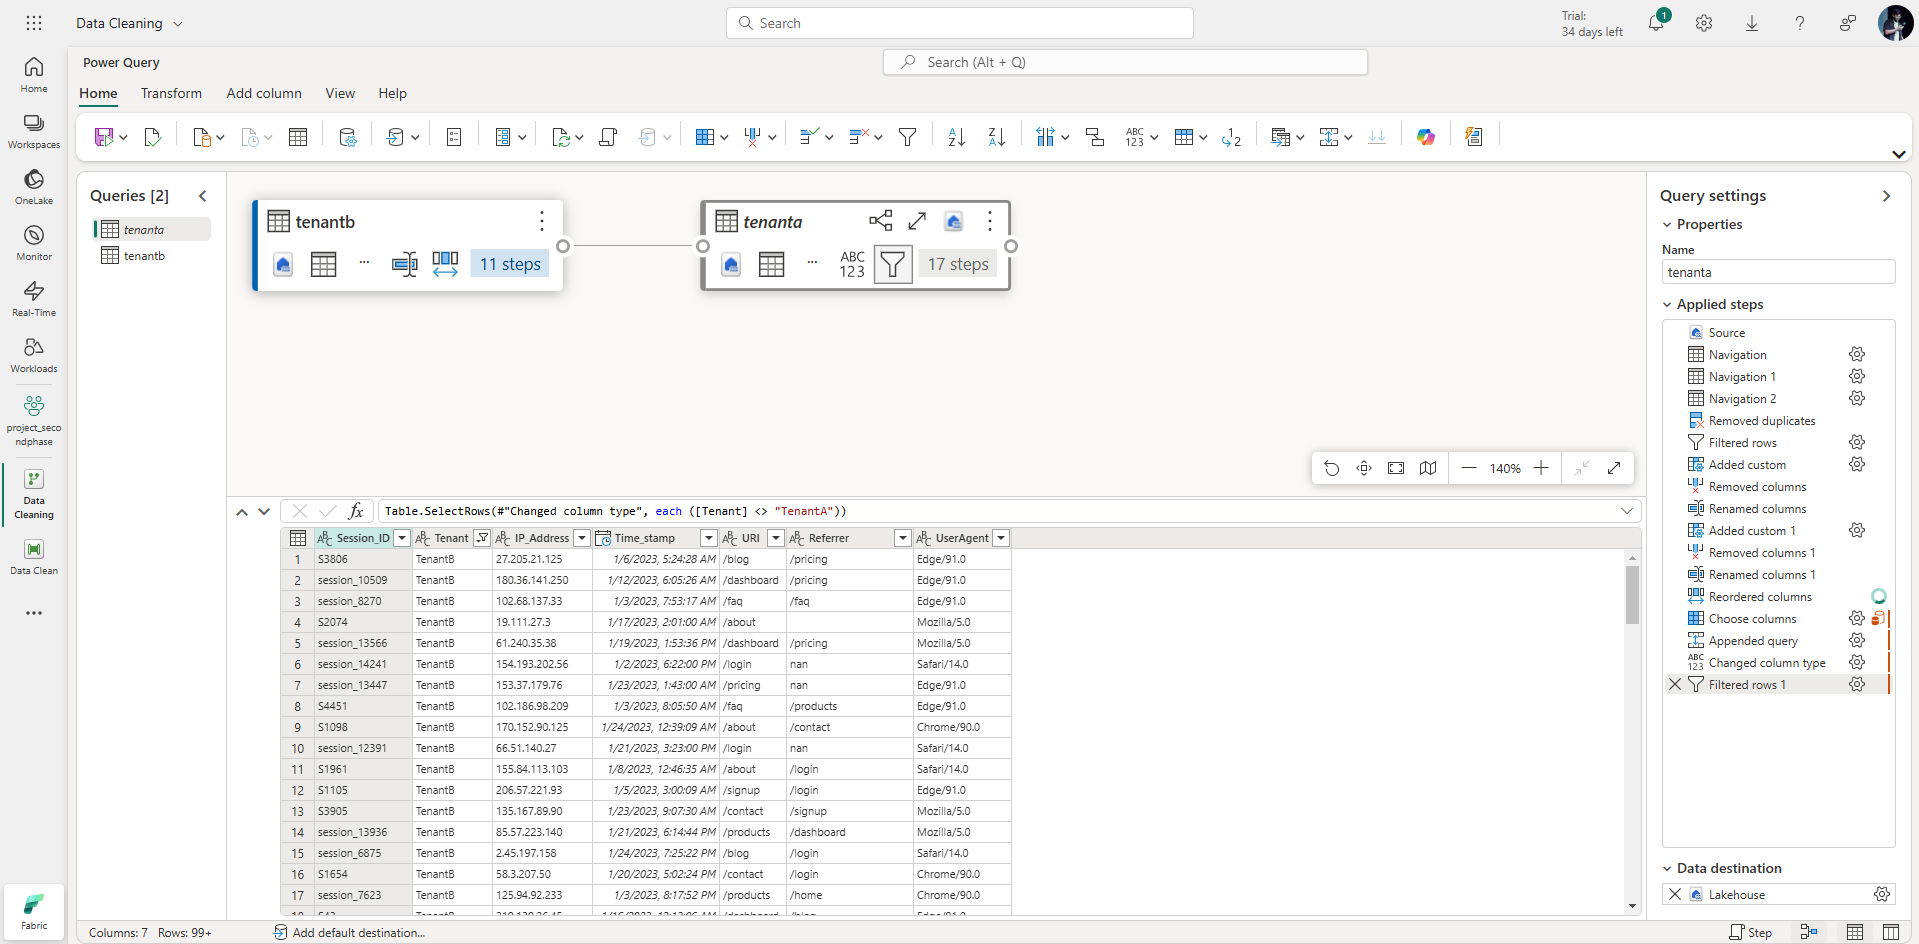 Data Cleaning
Search
Trial:
34 days left
1
Home
Workspaces
OneLake
Monitor
Real-Time
Workloads
project_seco
ndphase
Data
Cleaning
Data Clean
Fabric
Power Query
Search (Alt + Q)
Home Transform Add column View Help
Queries [2]
tenanta
tenantb
tenantb
11 steps
tenanta
ABC
123
17 steps
140%
Table.SelectRows(#"Changed column type", each ([Tenant] <> "TenantA"))
Session_ID Tenant IP_Address Time_stamp URI Referrer UserAgent
1 S3806 TenantB 27.205.21.125 1/6/2023, 5:24:28 AM /blog /pricing Edge/91.0
2 session_10509 TenantB 180.36.141.250 1/12/2023, 6:05:26 AM /dashboard /pricing Edge/91.0
3 session_8270 TenantB 102.68.137.33 1/3/2023, 7:53:17 AM /faq /faq Edge/91.0
4 S2074 TenantB 19.111.27.3 1/17/2023, 2:01:00 AM /about Mozilla/5.0
5 session_13566 TenantB 61.240.35.38 1/19/2023, 1:53:36 PM /dashboard /pricing Mozilla/5.0
6 session_14241 TenantB 154.193.202.56 1/2/2023, 6:22:00 PM /login nan Safari/14.0
7 session_13447 TenantB 153.37.179.76 1/23/2023, 1:43:00 AM /pricing nan Edge/91.0
8 S4451 TenantB 102.186.98.209 1/3/2023, 8:05:50 AM /faq /products Edge/91.0
9 S1098 TenantB 170.152.90.125 1/24/2023, 12:39:09 AM /about /contact Chrome/90.0
10 session_12391 TenantB 66.51.140.27 1/21/2023, 3:23:00 PM /login nan Safari/14.0
11 S1961 TenantB 155.84.113.103 1/8/2023, 12:46:35 AM /about /login Safari/14.0
12 S1105 TenantB 206.57.221.93 1/5/2023, 3:00:09 AM /signup /login Edge/91.0
13 S3905 TenantB 135.167.89.90 1/23/2023, 9:07:30 AM /contact /signup Mozilla/5.0
14 session_13936 TenantB 85.57.223.140 1/21/2023, 6:14:44 PM /products /dashboard Mozilla/5.0
15 session_6875 TenantB 2.45.197.158 1/24/2023, 7:25:22 PM /blog /login Safari/14.0
16 S1654 TenantB 58.3.207.50 1/20/2023, 5:02:24 PM /contact /login Chrome/90.0
17 session_7623 TenantB 125.94.92.233 1/3/2023, 8:17:52 PM /products /home Chrome/90.0
Columns: 7 Rows: 99+
Add default destination...
Step
Query settings
Properties
Name
tenanta
Applied steps
Source
Navigation
Navigation 1
Navigation 2
Removed duplicates
Filtered rows
Added custom
Removed columns
Renamed columns
Added custom 1
Removed columns 1
Renamed columns 1
Reordered columns
Choose columns
Appended query
Changed column type
Filtered rows 1
Data destination
Lakehouse